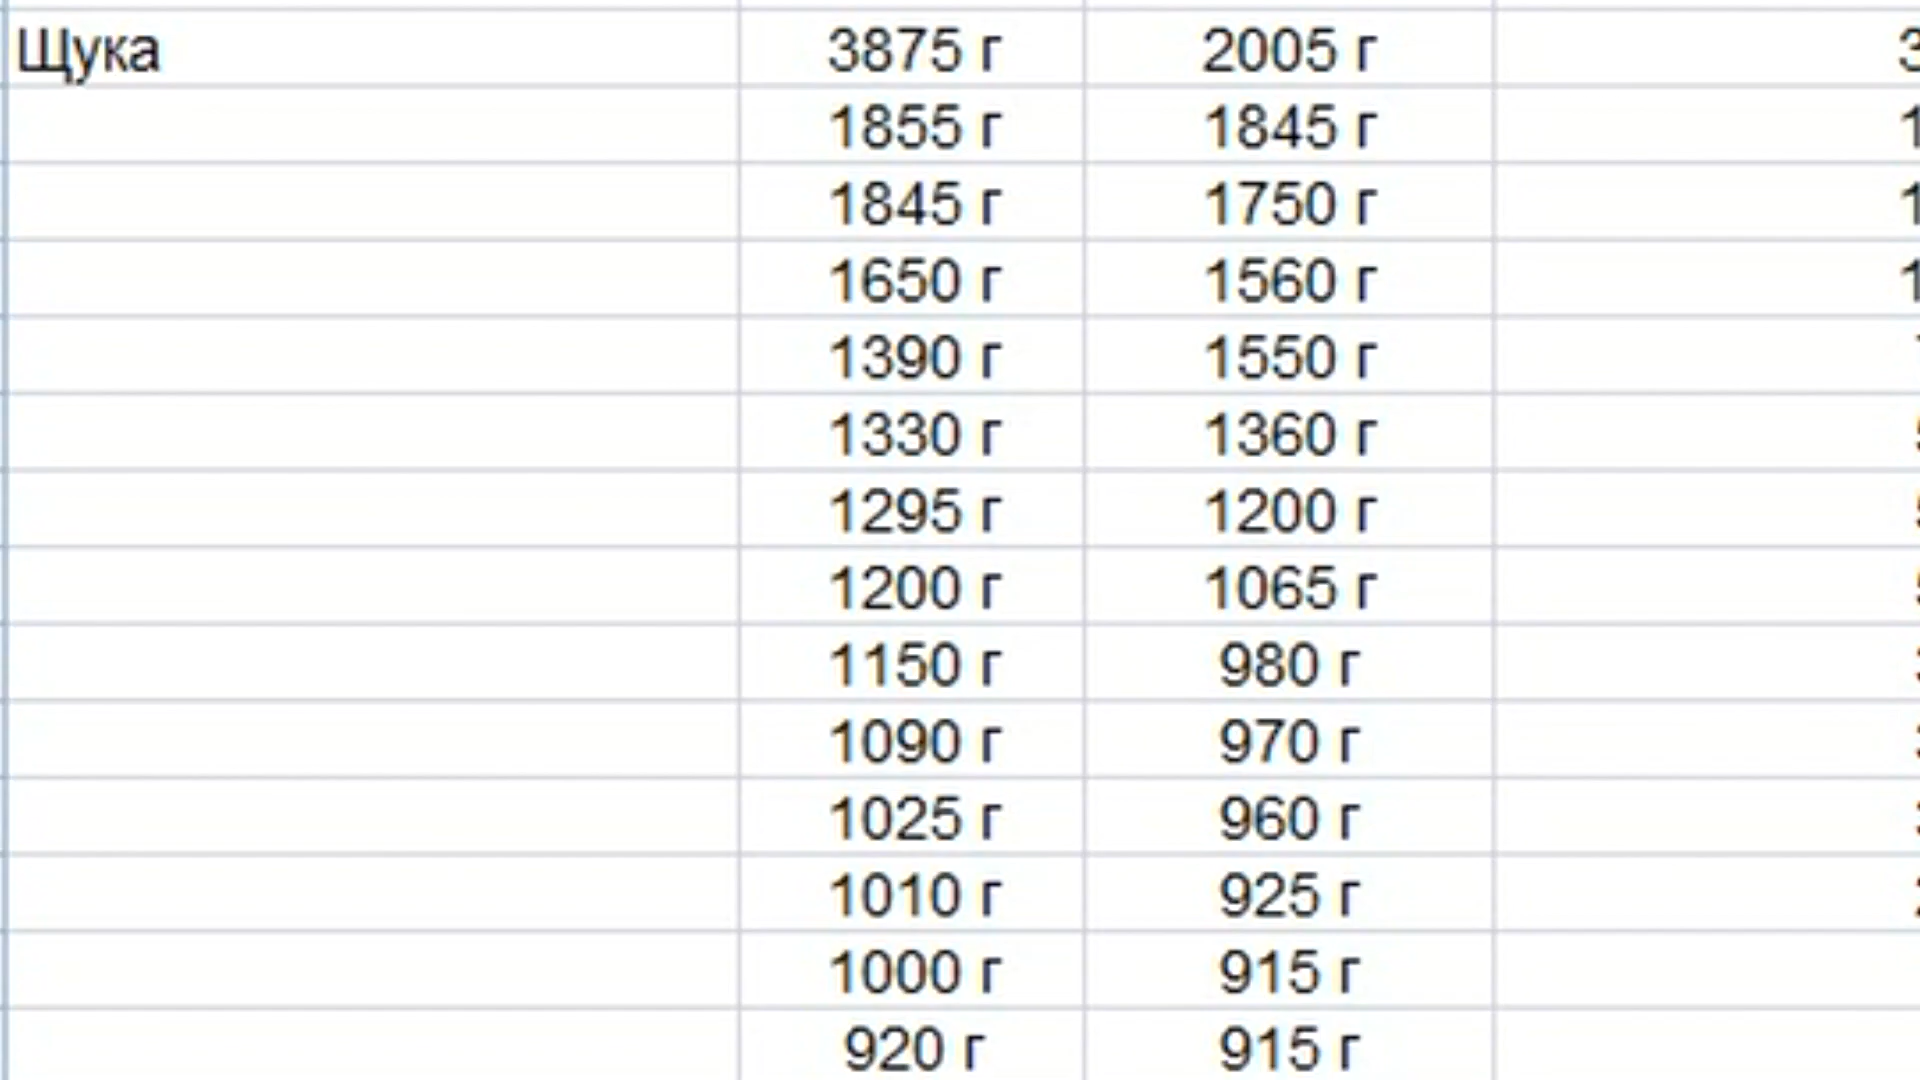 Щука 3875 г 2005 г
1855 г 1845 г
1845 г 1750 г
1650 г 1560 г
1390 г 1550 г
1330 г 1360 г
1295 г 1200 г
1200 г 1065 г
1150 г 980 г
1090 г 970 г
1025 г 960 г
1010 г 925 г
1000 г 915 г
920 г 915 г